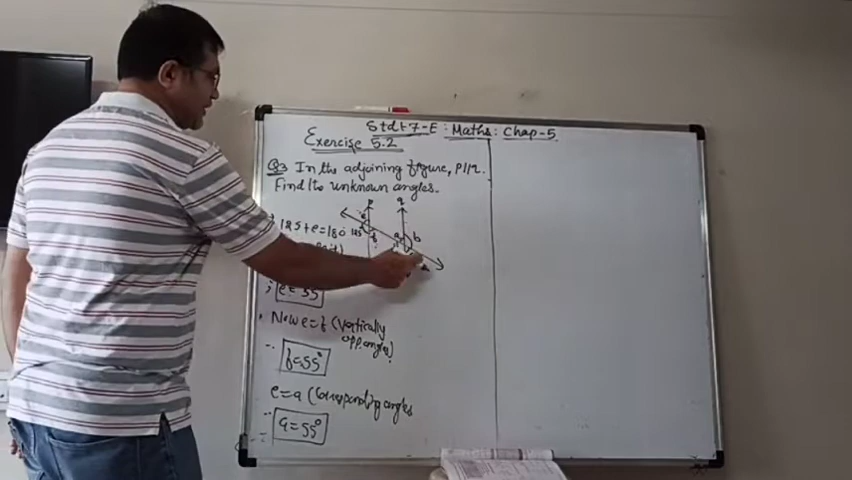 Std:7-E : Maths: Chap-5
Exercise 5.2
Q3 In the adjoining figure, p//q.
Find the unknown angles.
p q
125+e=180 125 e f a b
e=55
Now e=f (Vertically
opp.angles)
∴ f=55°
e=a (Corresponding angles
∴ a=55°